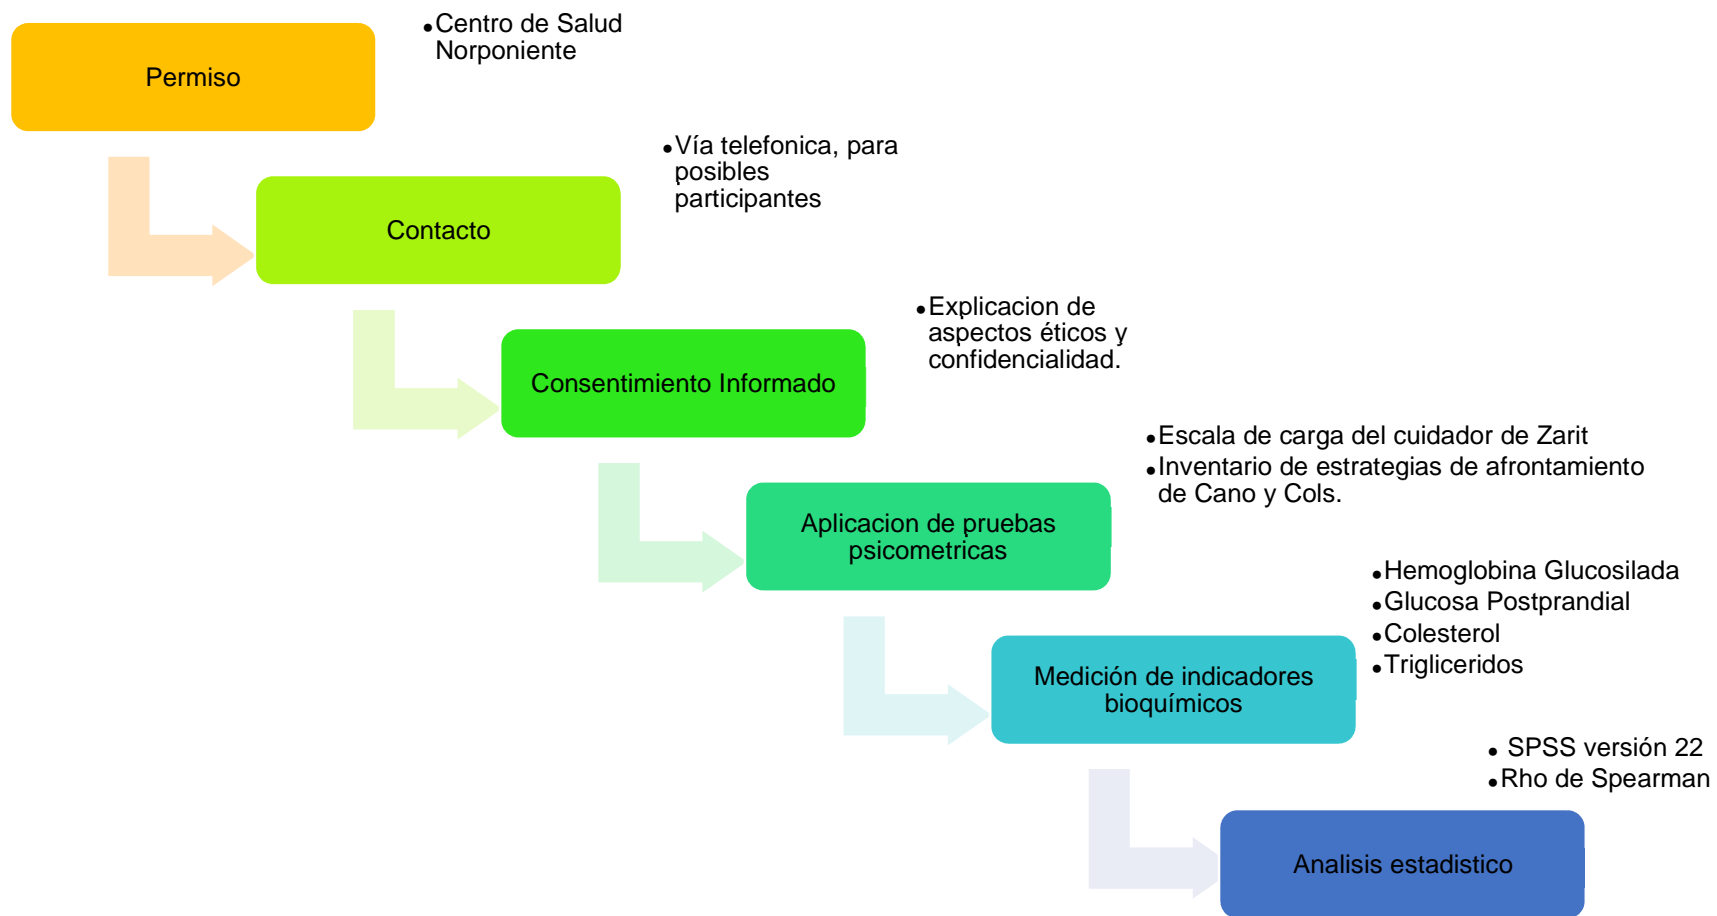 Permiso
•Centro de Salud
Norponiente
Contacto
•Vía telefonica, para
posibles
participantes
Consentimiento Informado
•Explicacion de
aspectos éticos y
confidencialidad.
Aplicacion de pruebas
psicometricas
•Escala de carga del cuidador de Zarit
•Inventario de estrategias de afrontamiento
de Cano y Cols.
Medición de indicadores
bioquímicos
•Hemoglobina Glucosilada
•Glucosa Postprandial
•Colesterol
•Trigliceridos
Analisis estadistico
• SPSS versión 22
•Rho de Spearman